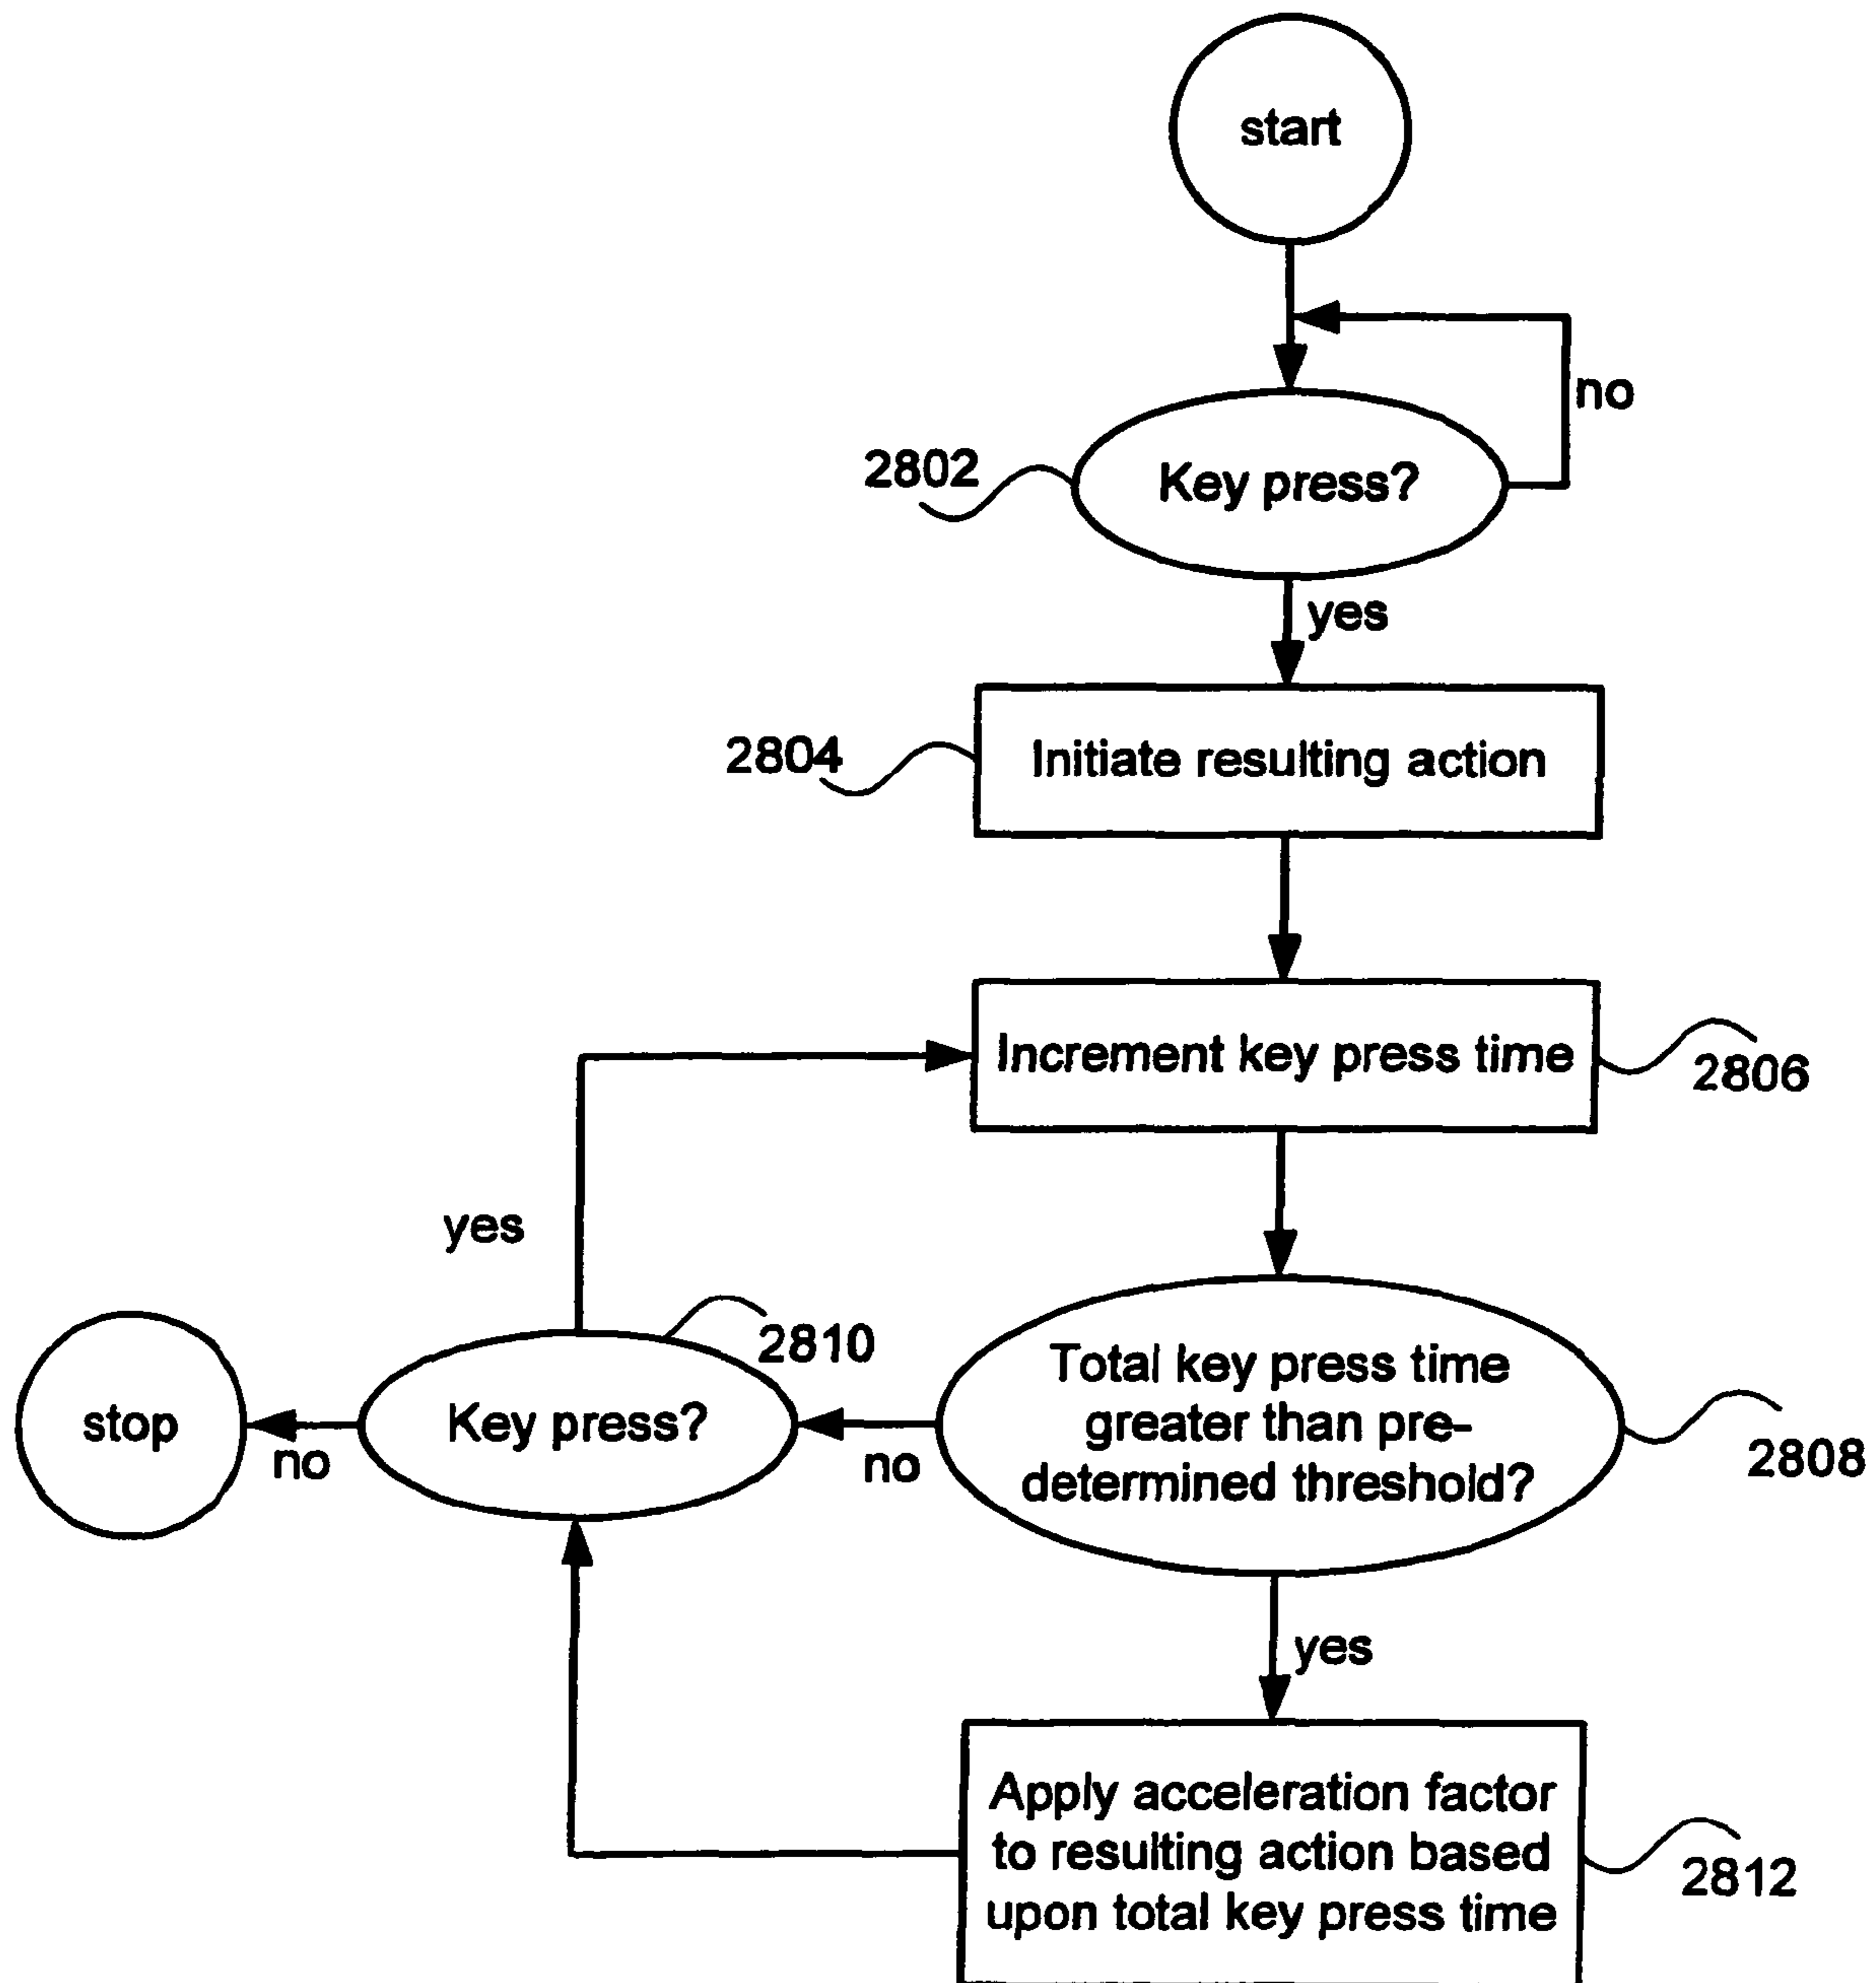 start
no
2802
Key press?
yes
2804
Initiate resulting action
Increment key press time
2806
yes
2810
Total key press time
greater than pre-
determined threshold?
2808
stop
no
Key press?
no
yes
Apply acceleration factor
to resulting action based
upon total key press time
2812